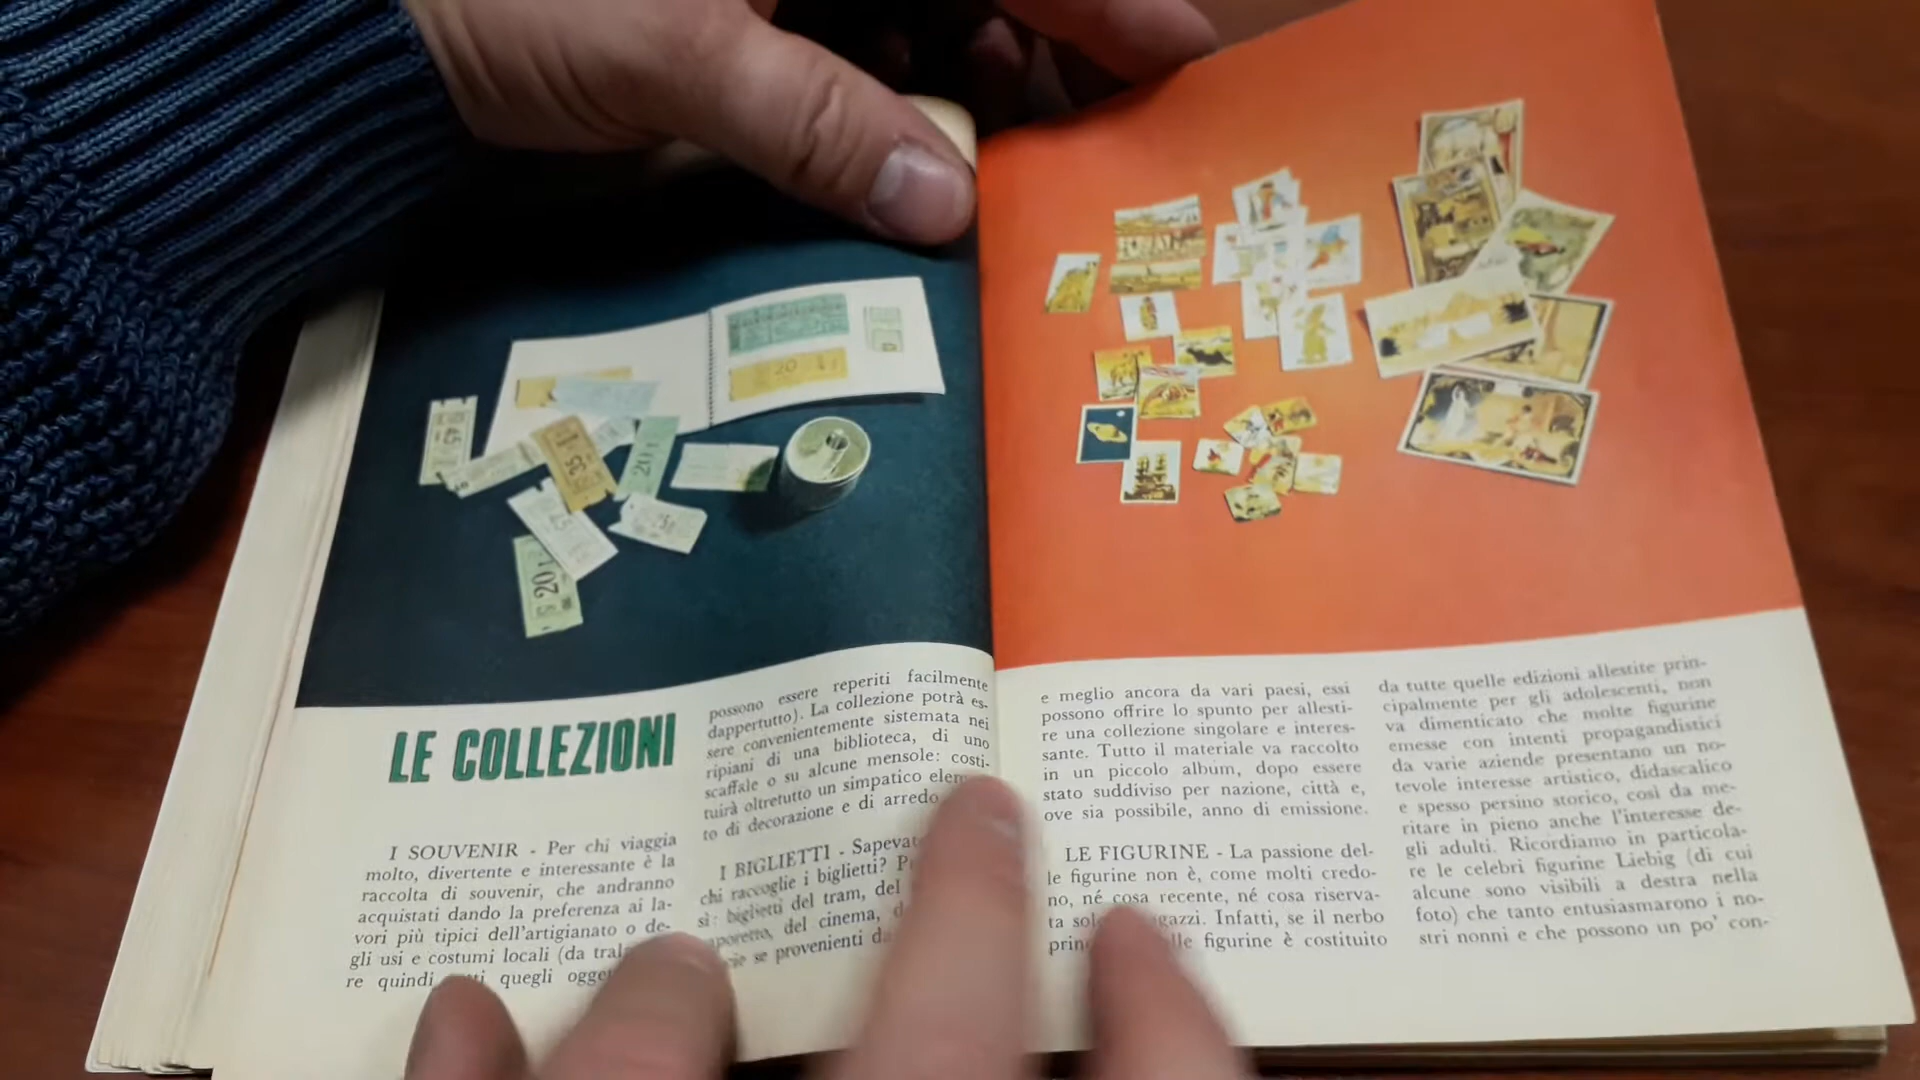 LE COLLEZIONI
I SOUVENIR - Per chi viaggia
molto, divertente e interessante è la
raccolta di souvenir, che andranno
acquistati dando la preferenza ai la-
vori più tipici dell'artigianato o de-
gli usi e costumi locali (da
re quindi quegli
possono essere reperiti facilmente
dappertutto). La collezione potrà es-
sere convenientemente sistemata nei
ripiani di una biblioteca, di uno
scaffale o su alcune mensole: costi-
tuirà oltretutto un simpatico
to di decorazione e di arredo
I BIGLIETTI - Sapevat
chi raccoglie i biglietti?
sì: biglietti del tram, del
del cinema,
se provenienti
e meglio ancora da vari paesi, essi
possono offrire lo spunto per allesti-
re una collezione singolare e interes-
sante. Tutto il materiale va raccolto
in un piccolo album, dopo essere
stato suddiviso per nazione, città e,
ove sia possibile, anno di emissione.
LE FIGURINE - La passione del-
le figurine non è, come molti credo-
no, né cosa recente, né cosa riserva-
ta Infatti, se il nerbo
figurine è costituito
da tutte quelle edizioni allestite prin-
cipalmente per gli adolescenti, non
va dimenticato che molte figurine
emesse con intenti propagandistici
da varie aziende presentano un no-
tevole interesse artistico, didascalico
e spesso persino storico, così da me-
ritare in pieno anche l'interesse de-
gli adulti. Ricordiamo in particola-
re le celebri figurine Liebig (di cui
alcune sono visibili a destra nella
foto) che tanto entusiasmarono i no-
stri nonni e che possono un po' con-